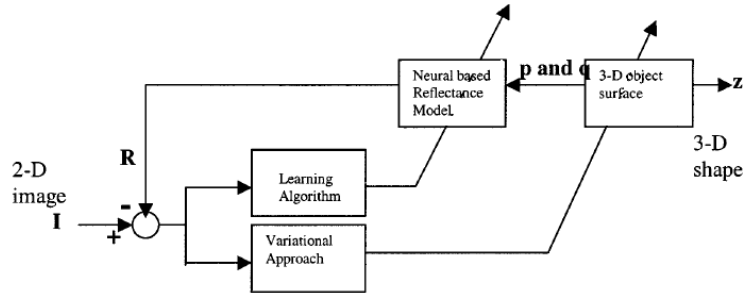 Neural based
Reflectance
Model.
p and q
3-D object
surface
z
R
2-D
image
I
-
+
Learning
Algorithm
3-D
shape
Variational
Approach